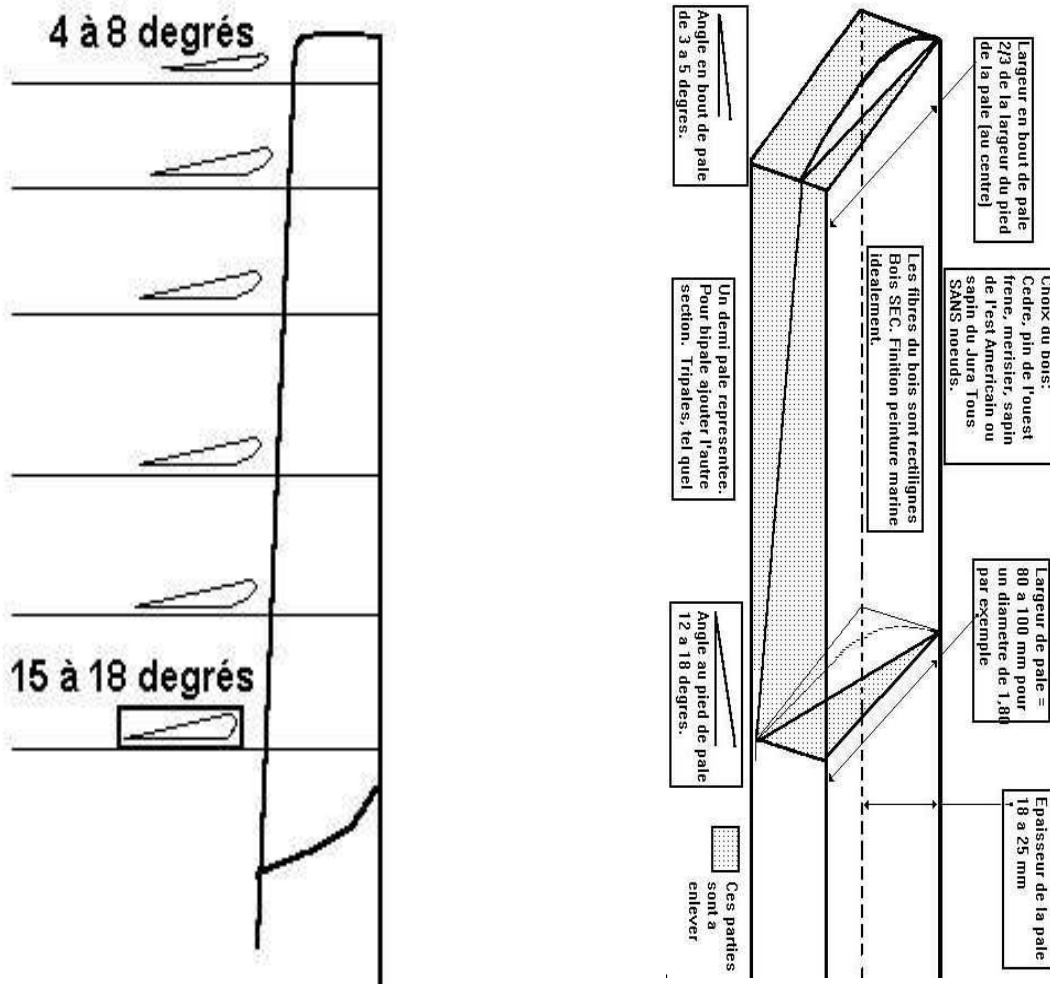 4 à 8 degrés
15 à 18 degrés
Angle en bout de pale
de 3 a 5 degres.
Largeur en bout de pale
2/3 de la largeur du pied
de la pale (au centre)
Choix du bois:
Cedre, pin de l'ouest
frene, merisier, sapin
de l'est Americain ou
sapin du Jura Tous
SANS noeuds.
Les fibres du bois sont rectilignes
Bois SEC. Finition peinture marine
idealement.
Un demi pale representee.
Pour bipale ajouter l'autre
section. Tripales, tel quel
Largeur de pale =
80 a 100 mm pour
un diametre de 1,80
par exemple
Angle au pied de pale
12 a 18 degres.
Epaisseur de la pale
18 a 25 mm
Ces parties
sont a
enlever